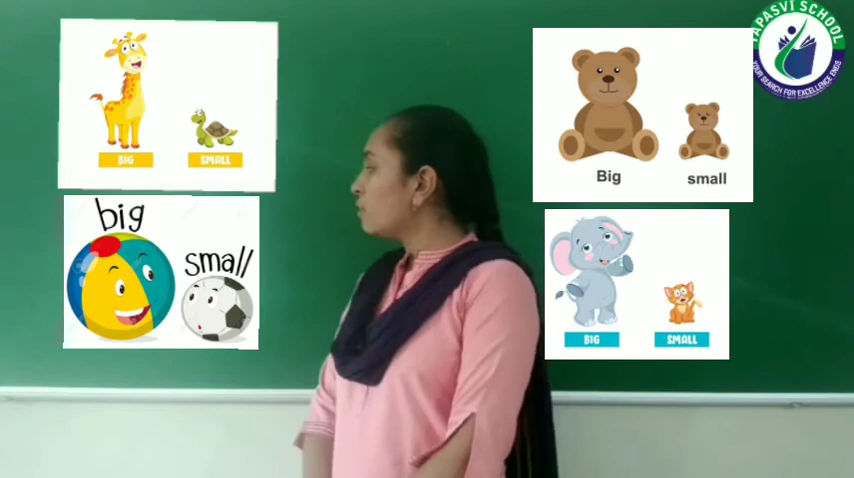 BIG SMALL
big
small
Big small
BIG SMALL
TAPASVI SCHOOL
YOUR SEARCH FOR EXCELLENCE ENDS